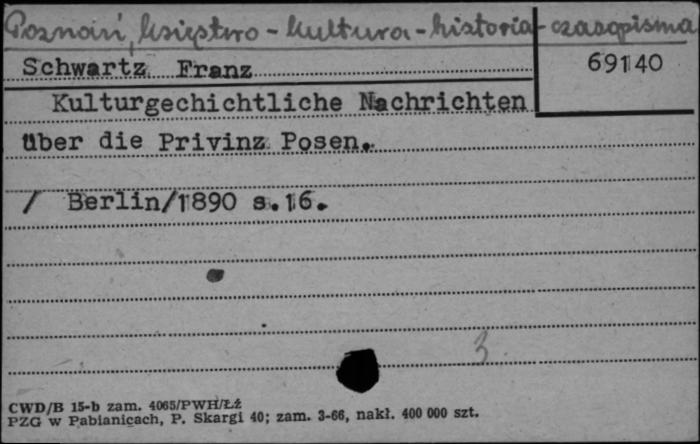 Poznań, księstwo - kultura - historia - czasopisma
Schwartz Franz
69140
Kulturgechichtliche Nachrichten
über die Privinz Posen.
/ Berlin/1890 s.16.
3.
CWD/B 15-b zam. 4065/PWH/Łź
PZG w Pabianicach, P. Skargi 40; zam. 3-66, nakł. 400 000 szt.